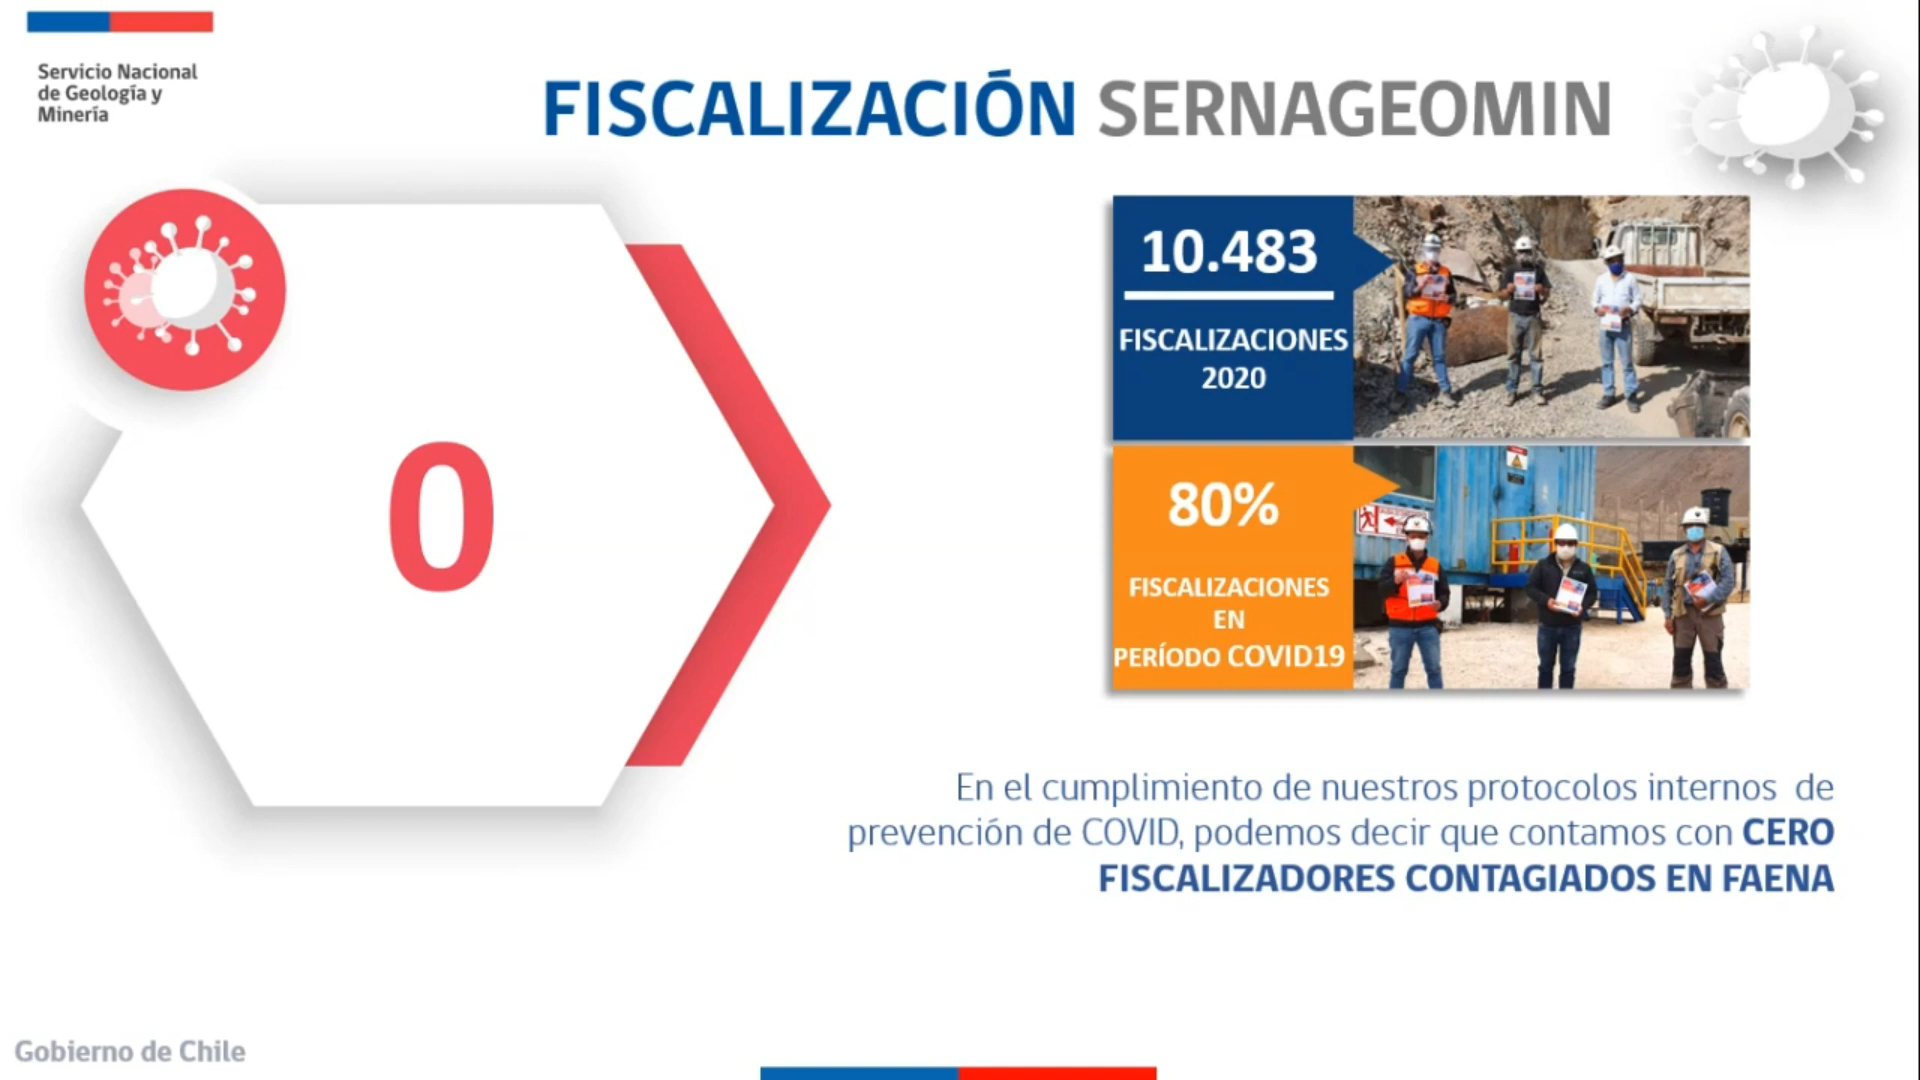 Servicio Nacional
de Geología y
Minería
FISCALIZACIÓN SERNAGEOMIN
0
10.483
FISCALIZACIONES
2020
80%
FISCALIZACIONES
EN
PERÍODO COVID19
En el cumplimiento de nuestros protocolos internos de
prevención de COVID, podemos decir que contamos con CERO
FISCALIZADORES CONTAGIADOS EN FAENA
Gobierno de Chile